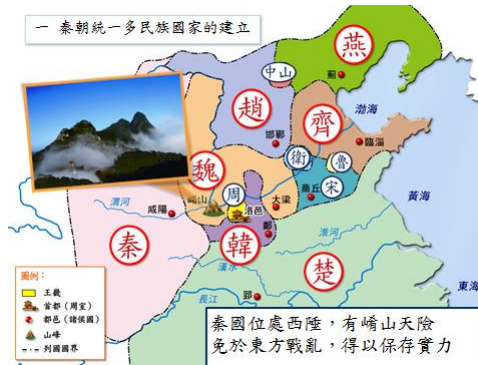 一 秦朝統一多民族國家的建立
燕
薊
中山
趙
齊
渤海
邯鄲
臨淄
衛
魯
魏
周
宋
商丘
黃海
渭河
咸陽
崤山
洛邑
大梁
鄭
秦
韓
淮河
楚
漢水
長江
郢
東海
圖例：
王畿
首都（周室）
都邑（諸侯國）
山峰
列國國界
秦國位處西陲，有崤山天險
免於東方戰亂，得以保存實力